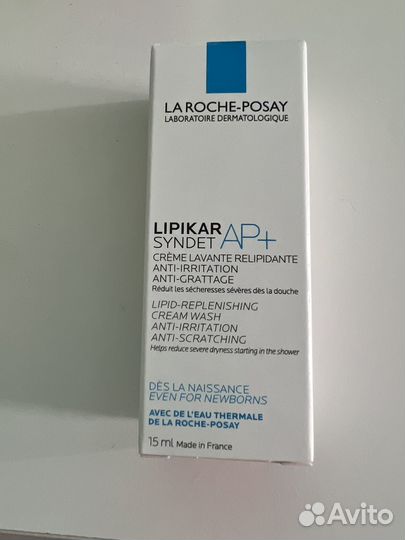 LA ROCHE-POSAY
LABORATOIRE DERMATOLOGIQUE
LIPIKAR
SYNDET AP+
CRÈME LAVANTE RELIPIDANTE
ANTI-IRRITATION
ANTI-GRATTAGE
Réduit les sécheresses sévères dès la douche
LIPID-REPLENISHING
CREAM WASH
ANTI-IRRITATION
ANTI-SCRATCHING
Helps reduce severe dryness starting in the shower
DÈS LA NAISSANCE
EVEN FOR NEWBORNS
AVEC DE L'EAU THERMALE
DE LA ROCHE-POSAY
15 ml Made in France
Avito